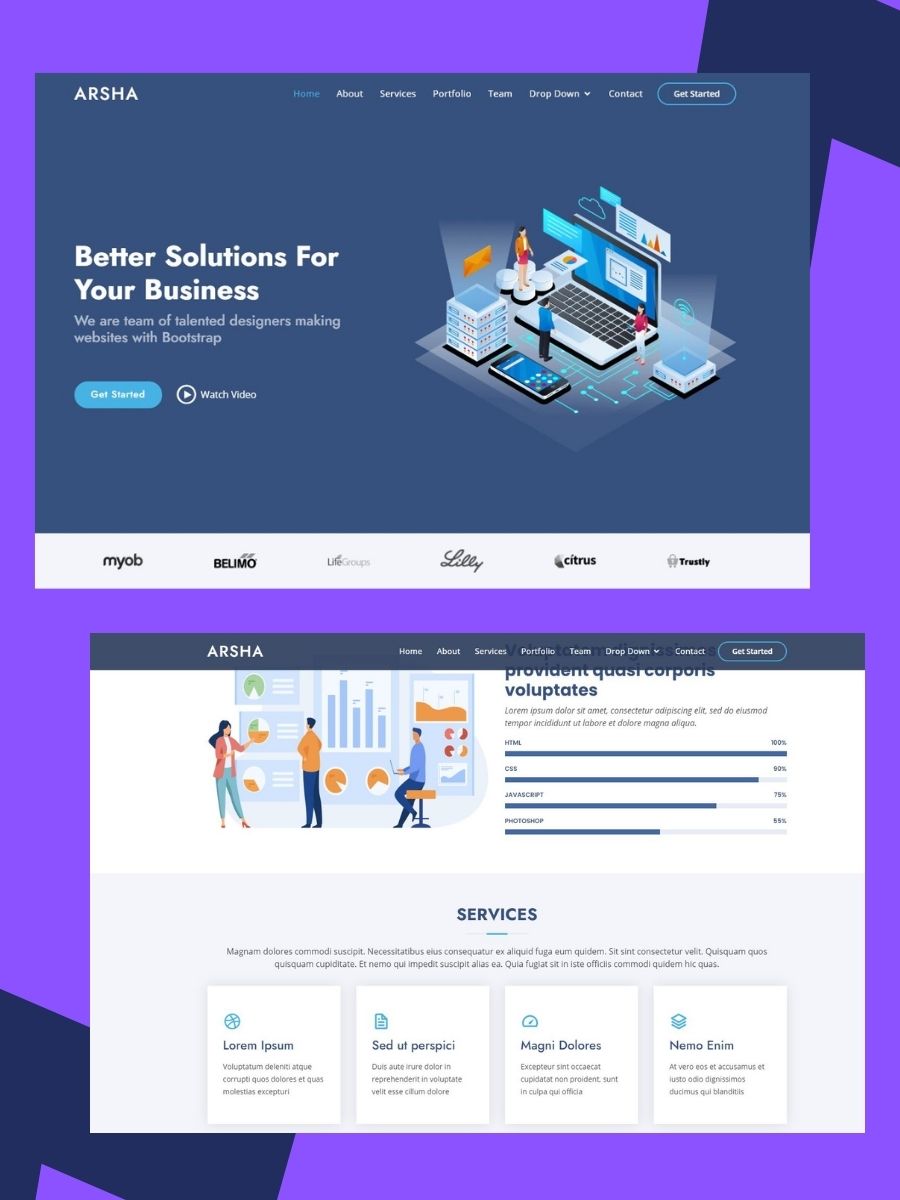 ARSHA
Home About Services Portfolio Team Drop Down Contact Get Started
Better Solutions For
Your Business
We are team of talented designers making
websites with Bootstrap
Get Started Watch Video
myob BELIMO LifeGroups Lilly citrus Trustly
ARSHA
Home About Services Portfolio Team Drop Down Contact Get Started
provident quasi corporis
voluptates
Lorem ipsum dolor sit amet, consectetur adipiscing elit, sed do eiusmod
tempor incididunt ut labore et dolore magna aliqua.
HTML 100%
CSS 90%
JAVASCRIPT 75%
PHOTOSHOP 55%
SERVICES
Magnam dolores commodi suscipit. Necessitatibus eius consequatur ex aliquid fuga eum quidem. Sit sint consectetur velit. Quisquam quos
quisquam cupiditate. Et nemo qui impedit suscipit alias ea. Quia fugiat sit in iste officiis commodi quidem hic quas.
Lorem Ipsum
Voluptatum deleniti atque
corrupti quos dolores et quas
molestias excepturi
Sed ut perspici
Duis aute irure dolor in
reprehenderit in voluptate
velit esse cillum dolore
Magni Dolores
Excepteur sint occaecat
cupidatat non proident, sunt
in culpa qui officia
Nemo Enim
At vero eos et accusamus et
iusto odio dignissimos
ducimus qui blanditiis